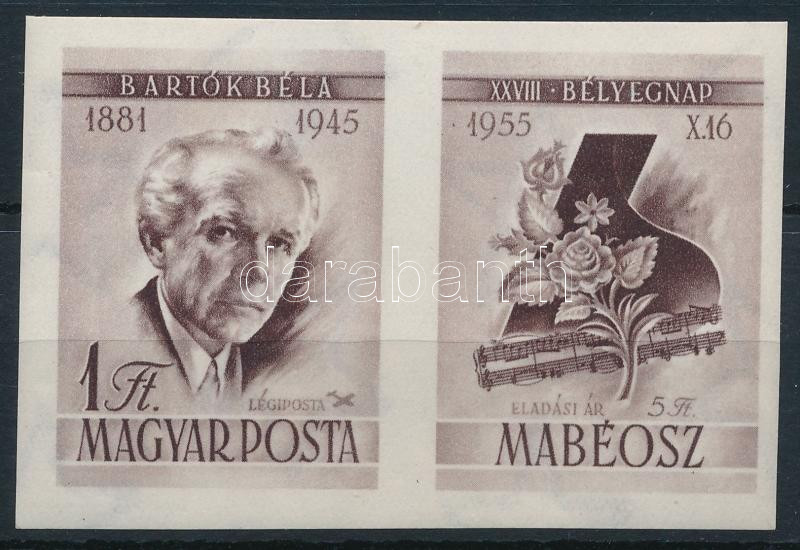 BARTÓK BÉLA
1881 1945
1 Ft.
LÉGIPOSTA
MAGYAR POSTA
XXVIII · BÉLYEGNAP
1955 X.16
ELADÁSI ÁR 5 Ft.
MABÉOSZ
darabanth